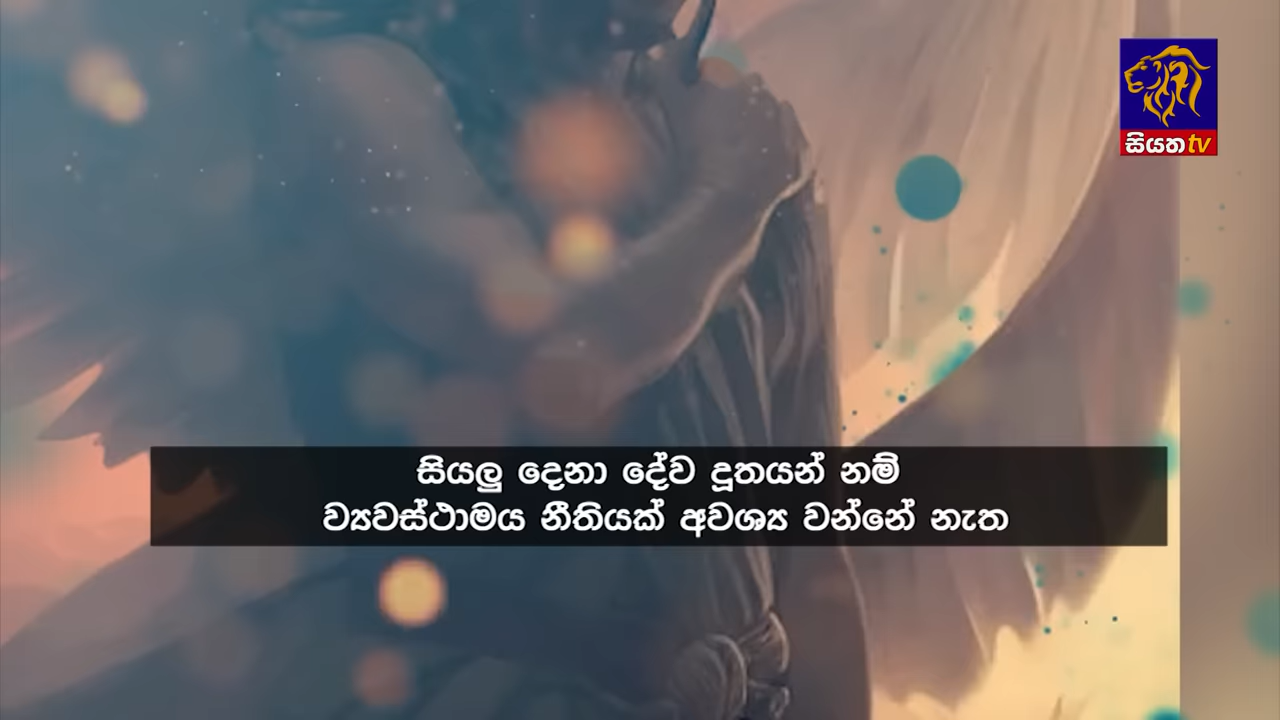 සියත tv
සියලු දෙනා දේව දූතයන් නම්
ව්‍යවස්ථාමය නීතියක් අවශ්‍ය වන්නේ නැත